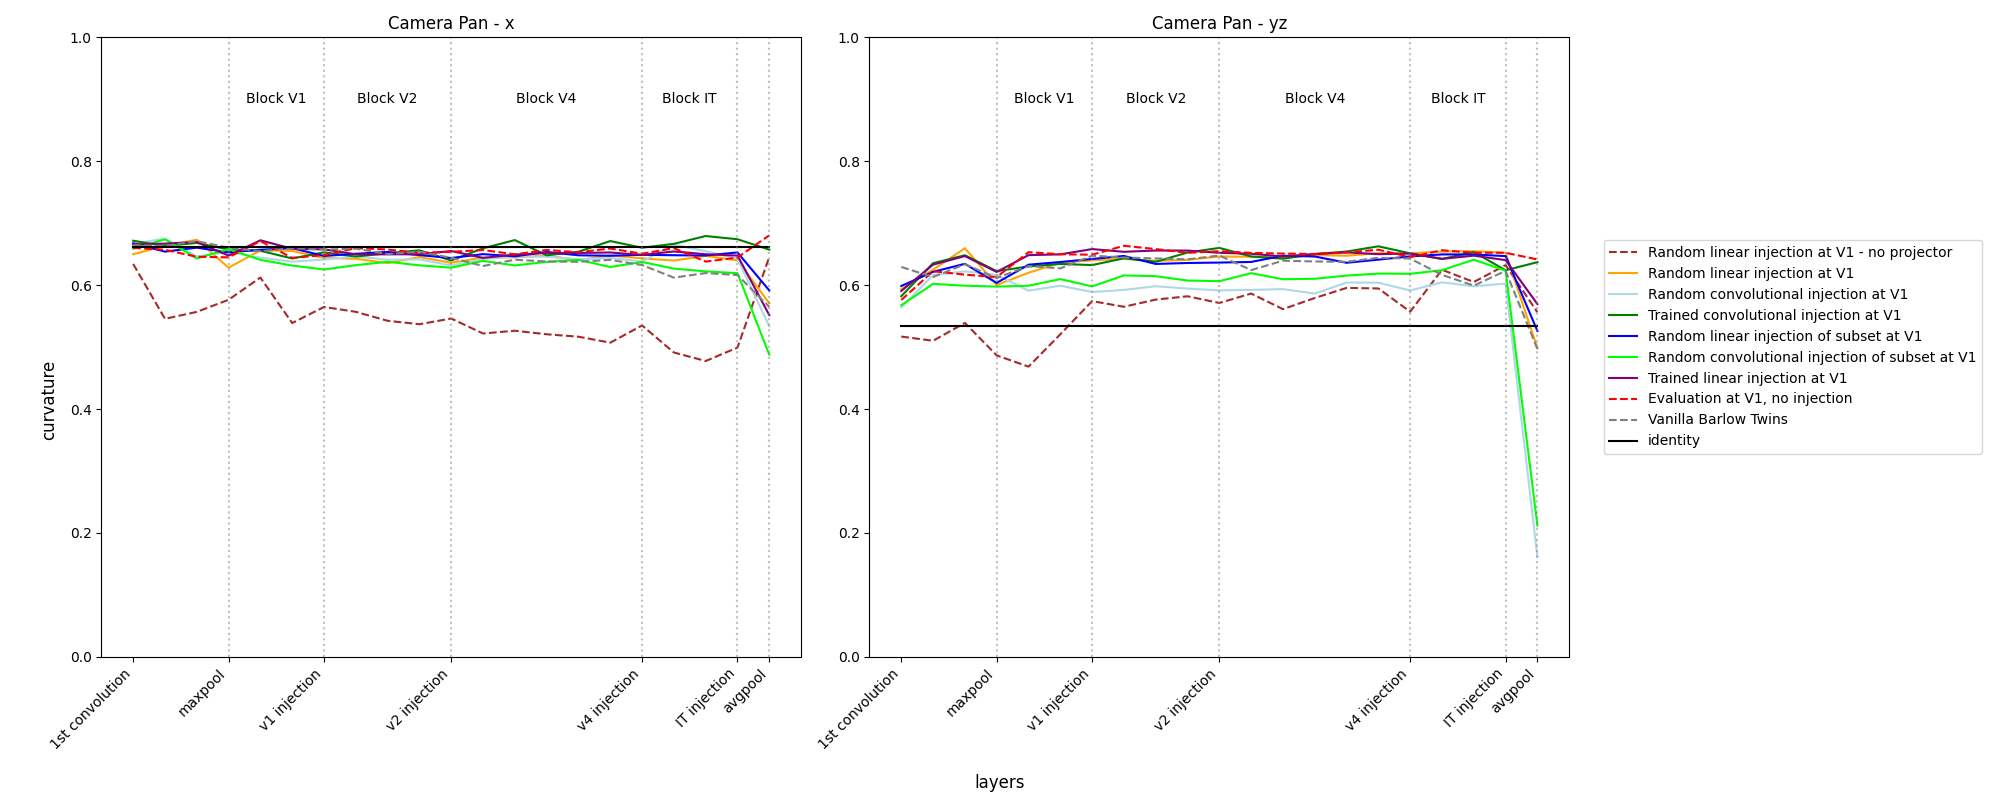 Camera Pan - x
Camera Pan - yz
1.0
0.8
0.6
0.4
0.2
0.0
1.0
0.8
0.6
0.4
0.2
0.0
Block V1
Block V2
Block V4
Block IT
Block V1
Block V2
Block V4
Block IT
curvature
1st convolution
maxpool
v1 injection
v2 injection
v4 injection
IT injection
avgpool
1st convolution
maxpool
v1 injection
v2 injection
v4 injection
IT injection
avgpool
layers
Random linear injection at V1 - no projector
Random linear injection at V1
Random convolutional injection at V1
Trained convolutional injection at V1
Random linear injection of subset at V1
Random convolutional injection of subset at V1
Trained linear injection at V1
Evaluation at V1, no injection
Vanilla Barlow Twins
identity